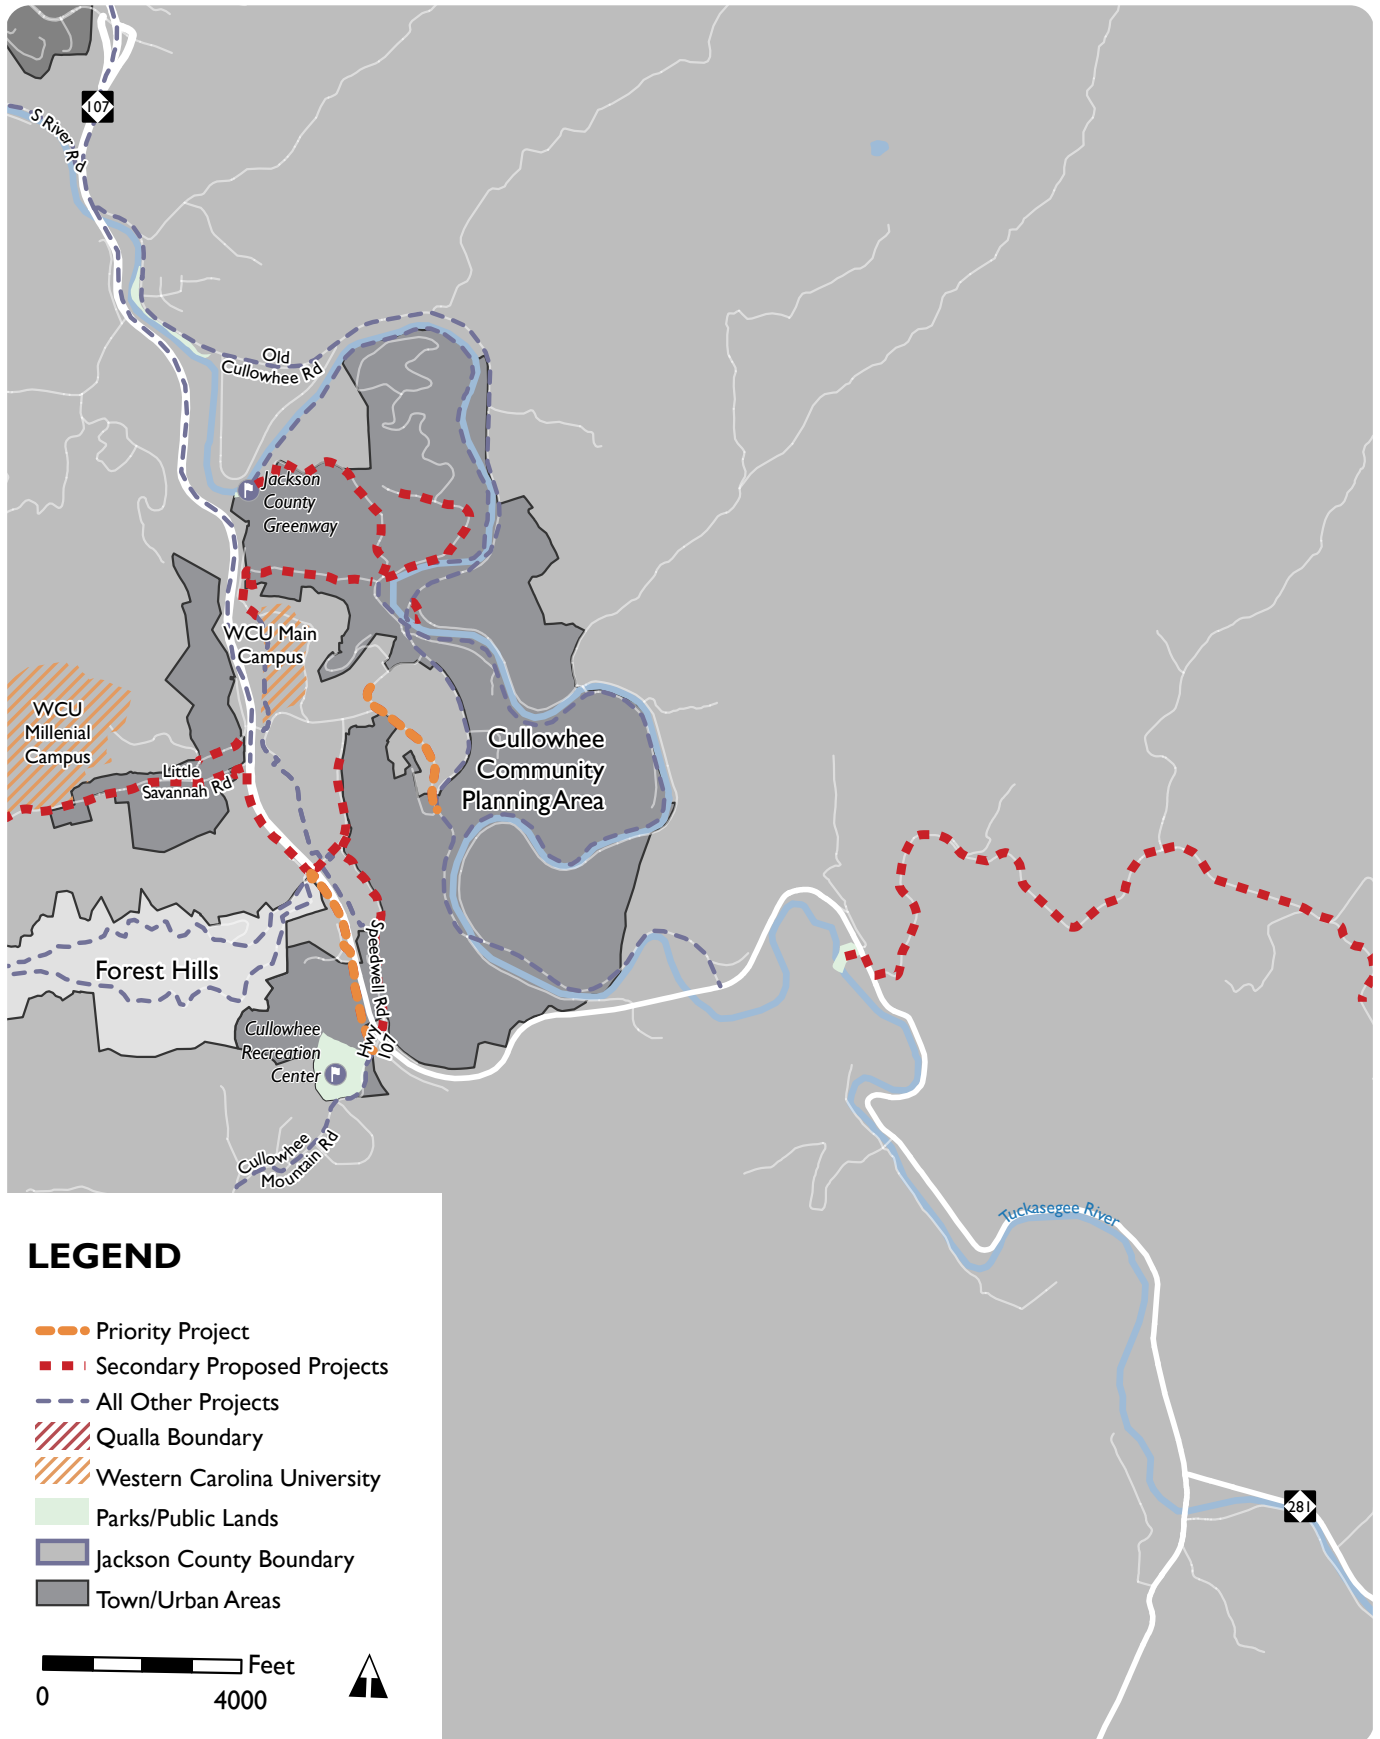 107
S River Rd
Old
Cullowhee Rd
Jackson
County
Greenway
WCU Main
Campus
WCU
Millenial
Campus
Little
Savannah Rd
Cullowhee
Community
Planning Area
Forest Hills
Speedwell Rd
Hwy
107
Cullowhee
Recreation
Center
Cullowhee
Mountain Rd
Tuckasegee River
281
LEGEND
Priority Project
Secondary Proposed Projects
All Other Projects
Qualla Boundary
Western Carolina University
Parks/Public Lands
Jackson County Boundary
Town/Urban Areas
Feet
0 4000